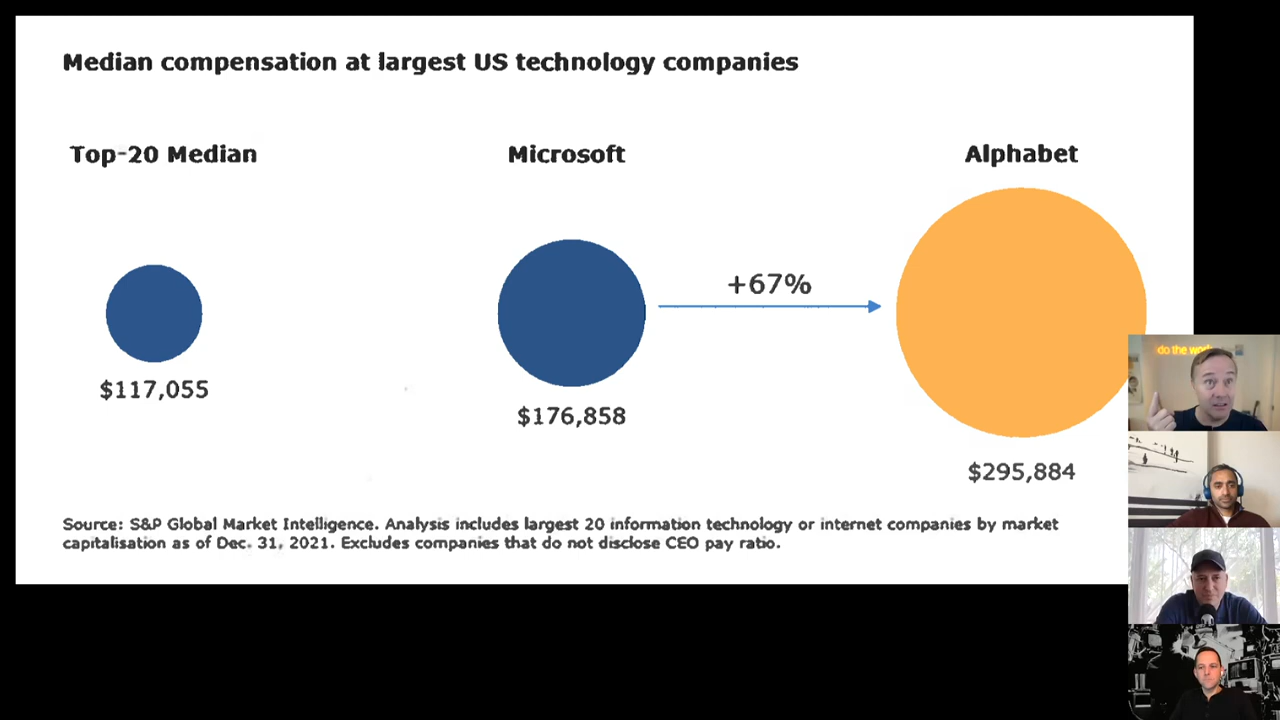 Median compensation at largest US technology companies
Top-20 Median
Microsoft
Alphabet
+67%
$117,055
$176,858
$295,884
Source: S&P Global Market Intelligence. Analysis includes largest 20 information technology or internet companies by market
capitalisation as of Dec. 31, 2021. Excludes companies that do not disclose CEO pay ratio.
do the